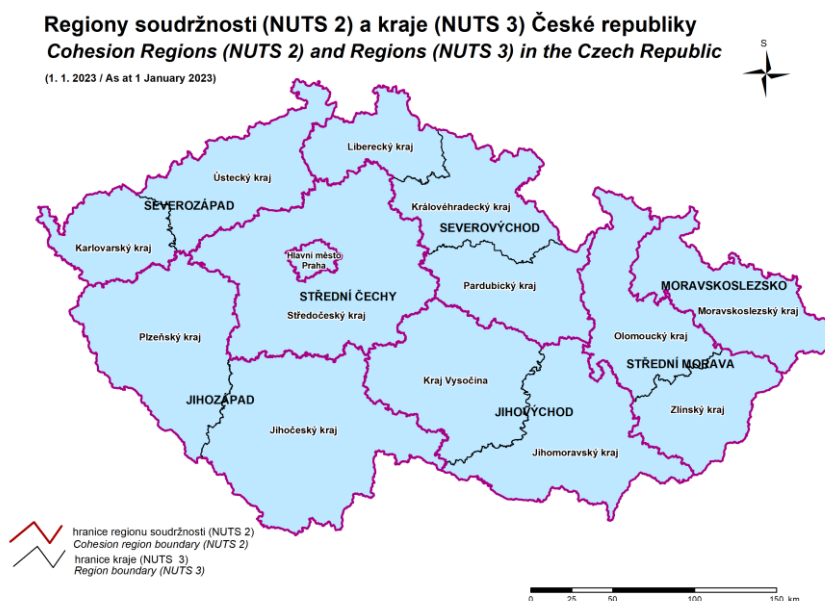 Regiony soudržnosti (NUTS 2) a kraje (NUTS 3) České republiky
Cohesion Regions (NUTS 2) and Regions (NUTS 3) in the Czech Republic
(1. 1. 2023 / As at 1 January 2023)
S
Liberecký kraj
Ústecký kraj
SEVEROZÁPAD
Královéhradecký kraj
SEVEROVÝCHOD
Karlovarský kraj
Hlavní město
Praha
Pardubický kraj
MORAVSKOSLEZSKO
STŘEDNÍ ČECHY
Středočeský kraj
Moravskoslezský kraj
Plzeňský kraj
Olomoucký kraj
STŘEDNÍ MORAVA
Kraj Vysočina
JIHOZÁPAD
JIHOVÝCHOD
Zlínský kraj
Jihočeský kraj
Jihomoravský kraj
hranice regionu soudržnosti (NUTS 2)
Cohesion region boundary (NUTS 2)
hranice kraje (NUTS 3)
Region boundary (NUTS 3)
0 25 50 100 150 km